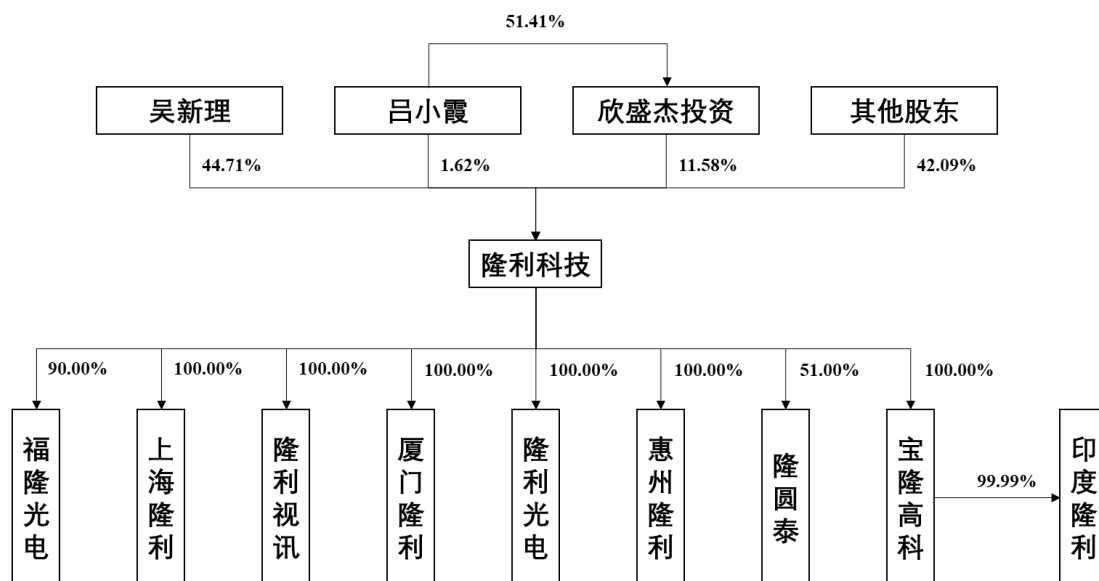 51.41%
吴新理
吕小霞
欣盛杰投资
其他股东
44.71%
1.62%
11.58%
42.09%
隆利科技
90.00%
100.00%
100.00%
100.00%
100.00%
100.00%
51.00%
100.00%
福隆光电
上海隆利
隆利视讯
厦门隆利
隆利光电
惠州隆利
隆圆泰
宝隆高科
99.99%
印度隆利